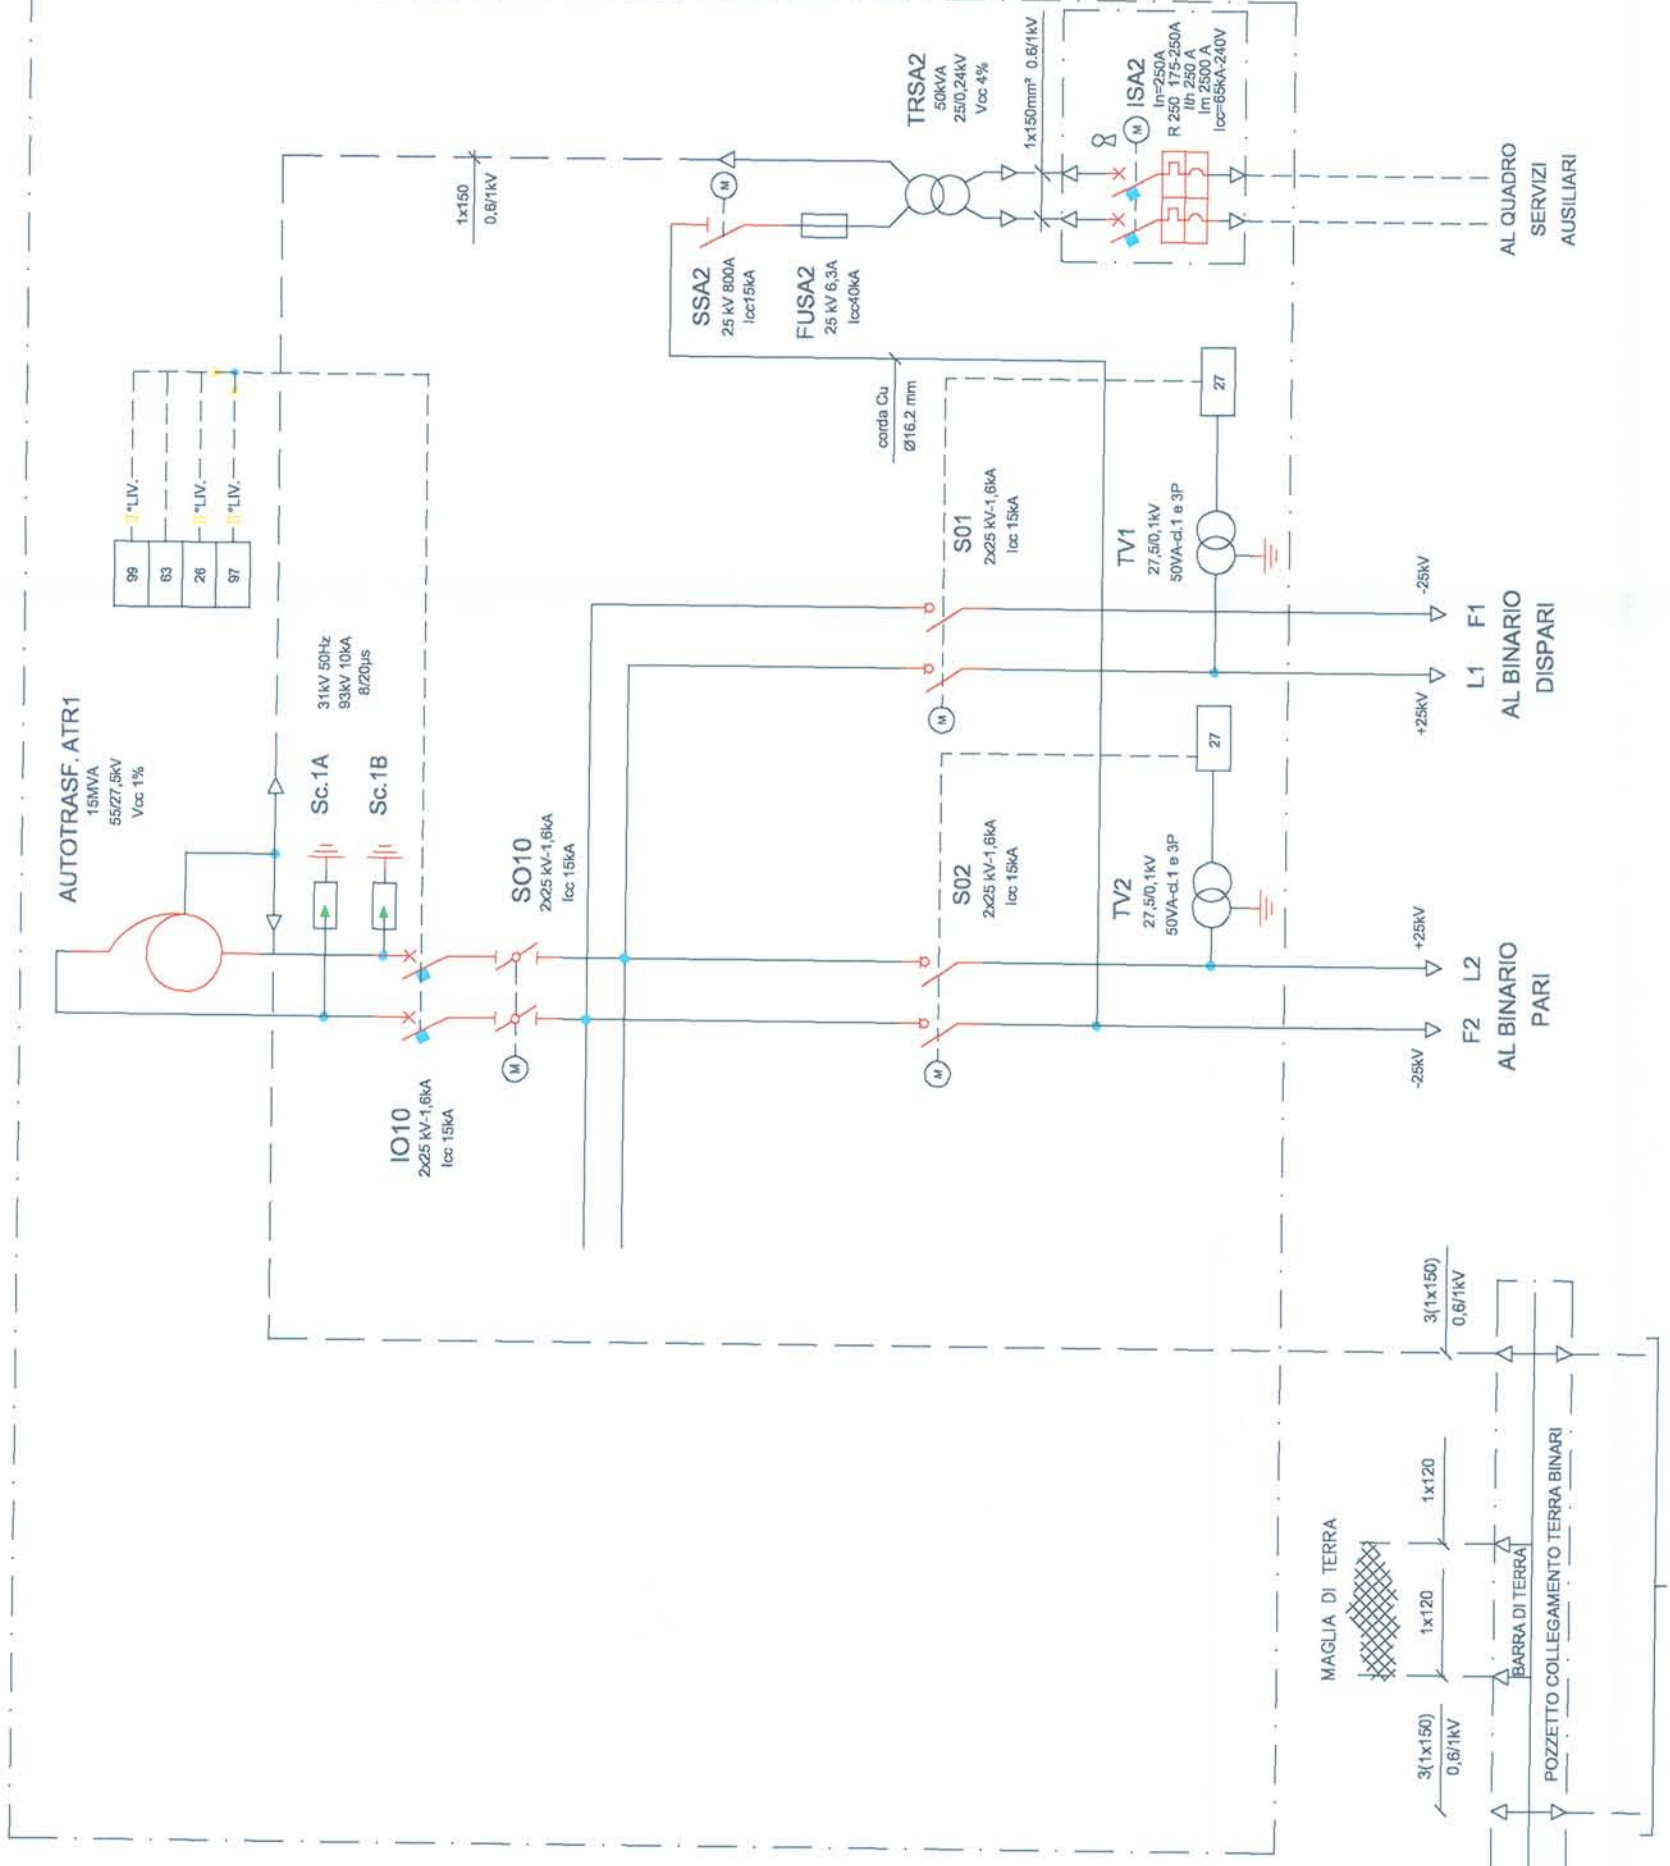 AUTOTRASF. ATR1
15MVA
55/27,5kV
Vcc 1%
99
63
26
97
"LIV.
"LIV.
"LIV.
31kV 50Hz
93kV 10kA
8/20µs
Sc.1A
Sc.1B
IO10
2x25 kV-1,6kA
Icc 15kA
M
SO10
2x25 kV-1,6kA
Icc 15kA
1x150
0,6/1kV
SSA2
25 kV 800A
Icc15kA
M
FUSA2
25 kV 6,3A
Icc40kA
TRSA2
50kVA
25/0,24kV
Vcc 4%
1x150mm² 0.6/1kV
M
ISA2
In=250A
R 250 175-250A
Ith 250 A
Im 2500 A
Icc=65kA-240V
AL QUADRO
SERVIZI
AUSILIARI
corda Cu
Ø16.2 mm
S01
2x25 kV-1,6kA
Icc 15kA
M
S02
2x25 kV-1,6kA
Icc 15kA
M
TV1
27,5/0,1kV
50VA-cl.1 e 3P
27
TV2
27,5/0,1kV
50VA-cl.1 e 3P
27
-25kV
+25kV
L1 F1
AL BINARIO
DISPARI
+25kV
-25kV
F2 L2
AL BINARIO
PARI
3(1x150)
0,6/1kV
MAGLIA DI TERRA
1x120
1x120
3(1x150)
0,6/1kV
BARRA DI TERRA
POZZETTO COLLEGAMENTO TERRA BINARI